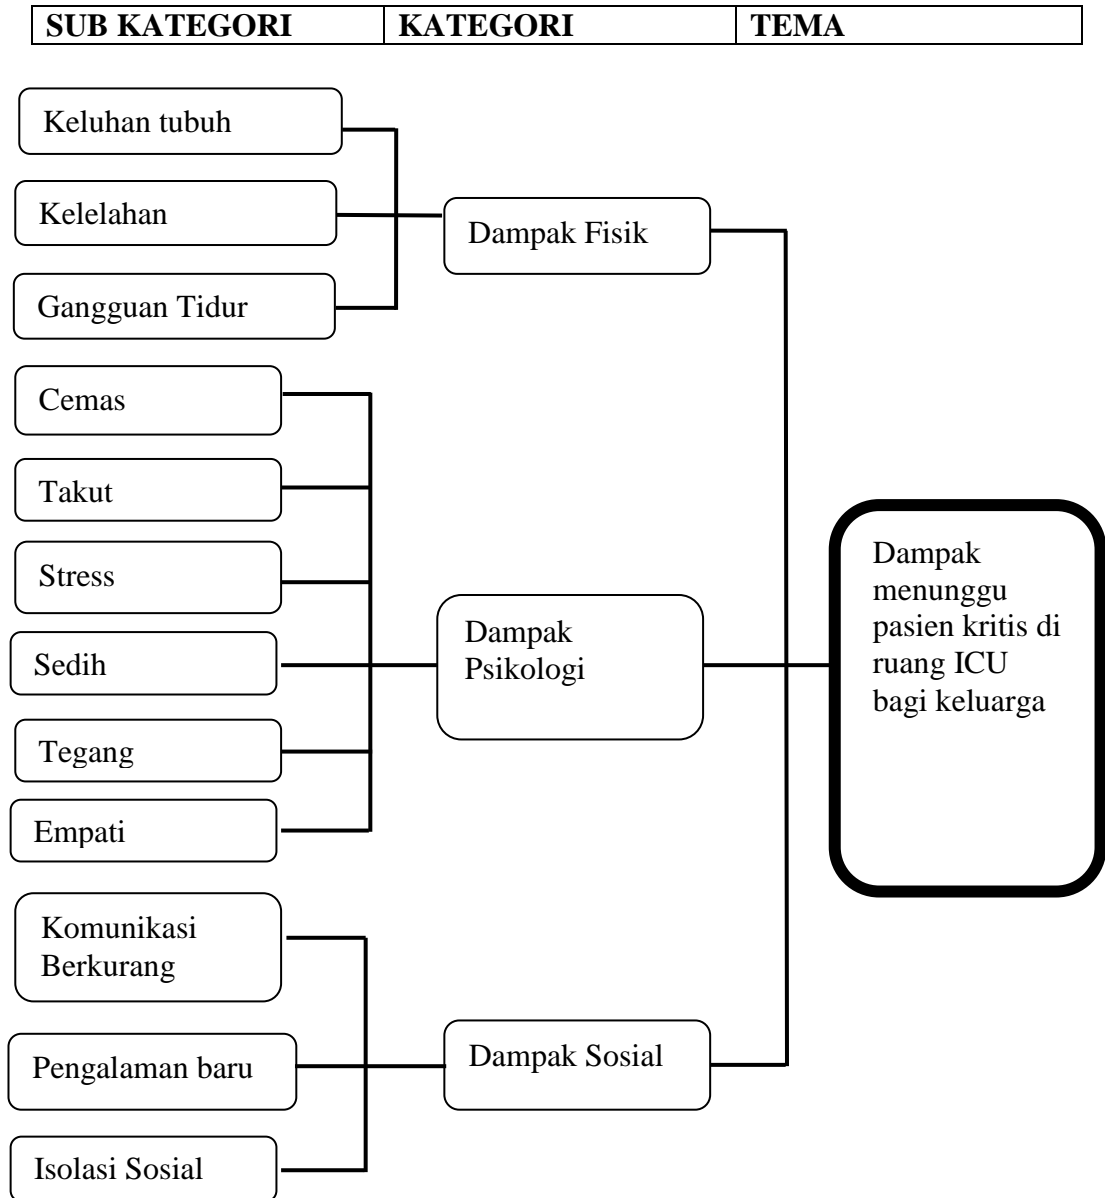 SUB KATEGORI KATEGORI TEMA
Keluhan tubuh
Kelelahan
Gangguan Tidur
Dampak Fisik
Cemas
Takut
Stress
Sedih
Tegang
Empati
Dampak
Psikologi
Komunikasi
Berkurang
Pengalaman baru
Isolasi Sosial
Dampak Sosial
Dampak
menunggu
pasien kritis di
ruang ICU
bagi keluarga